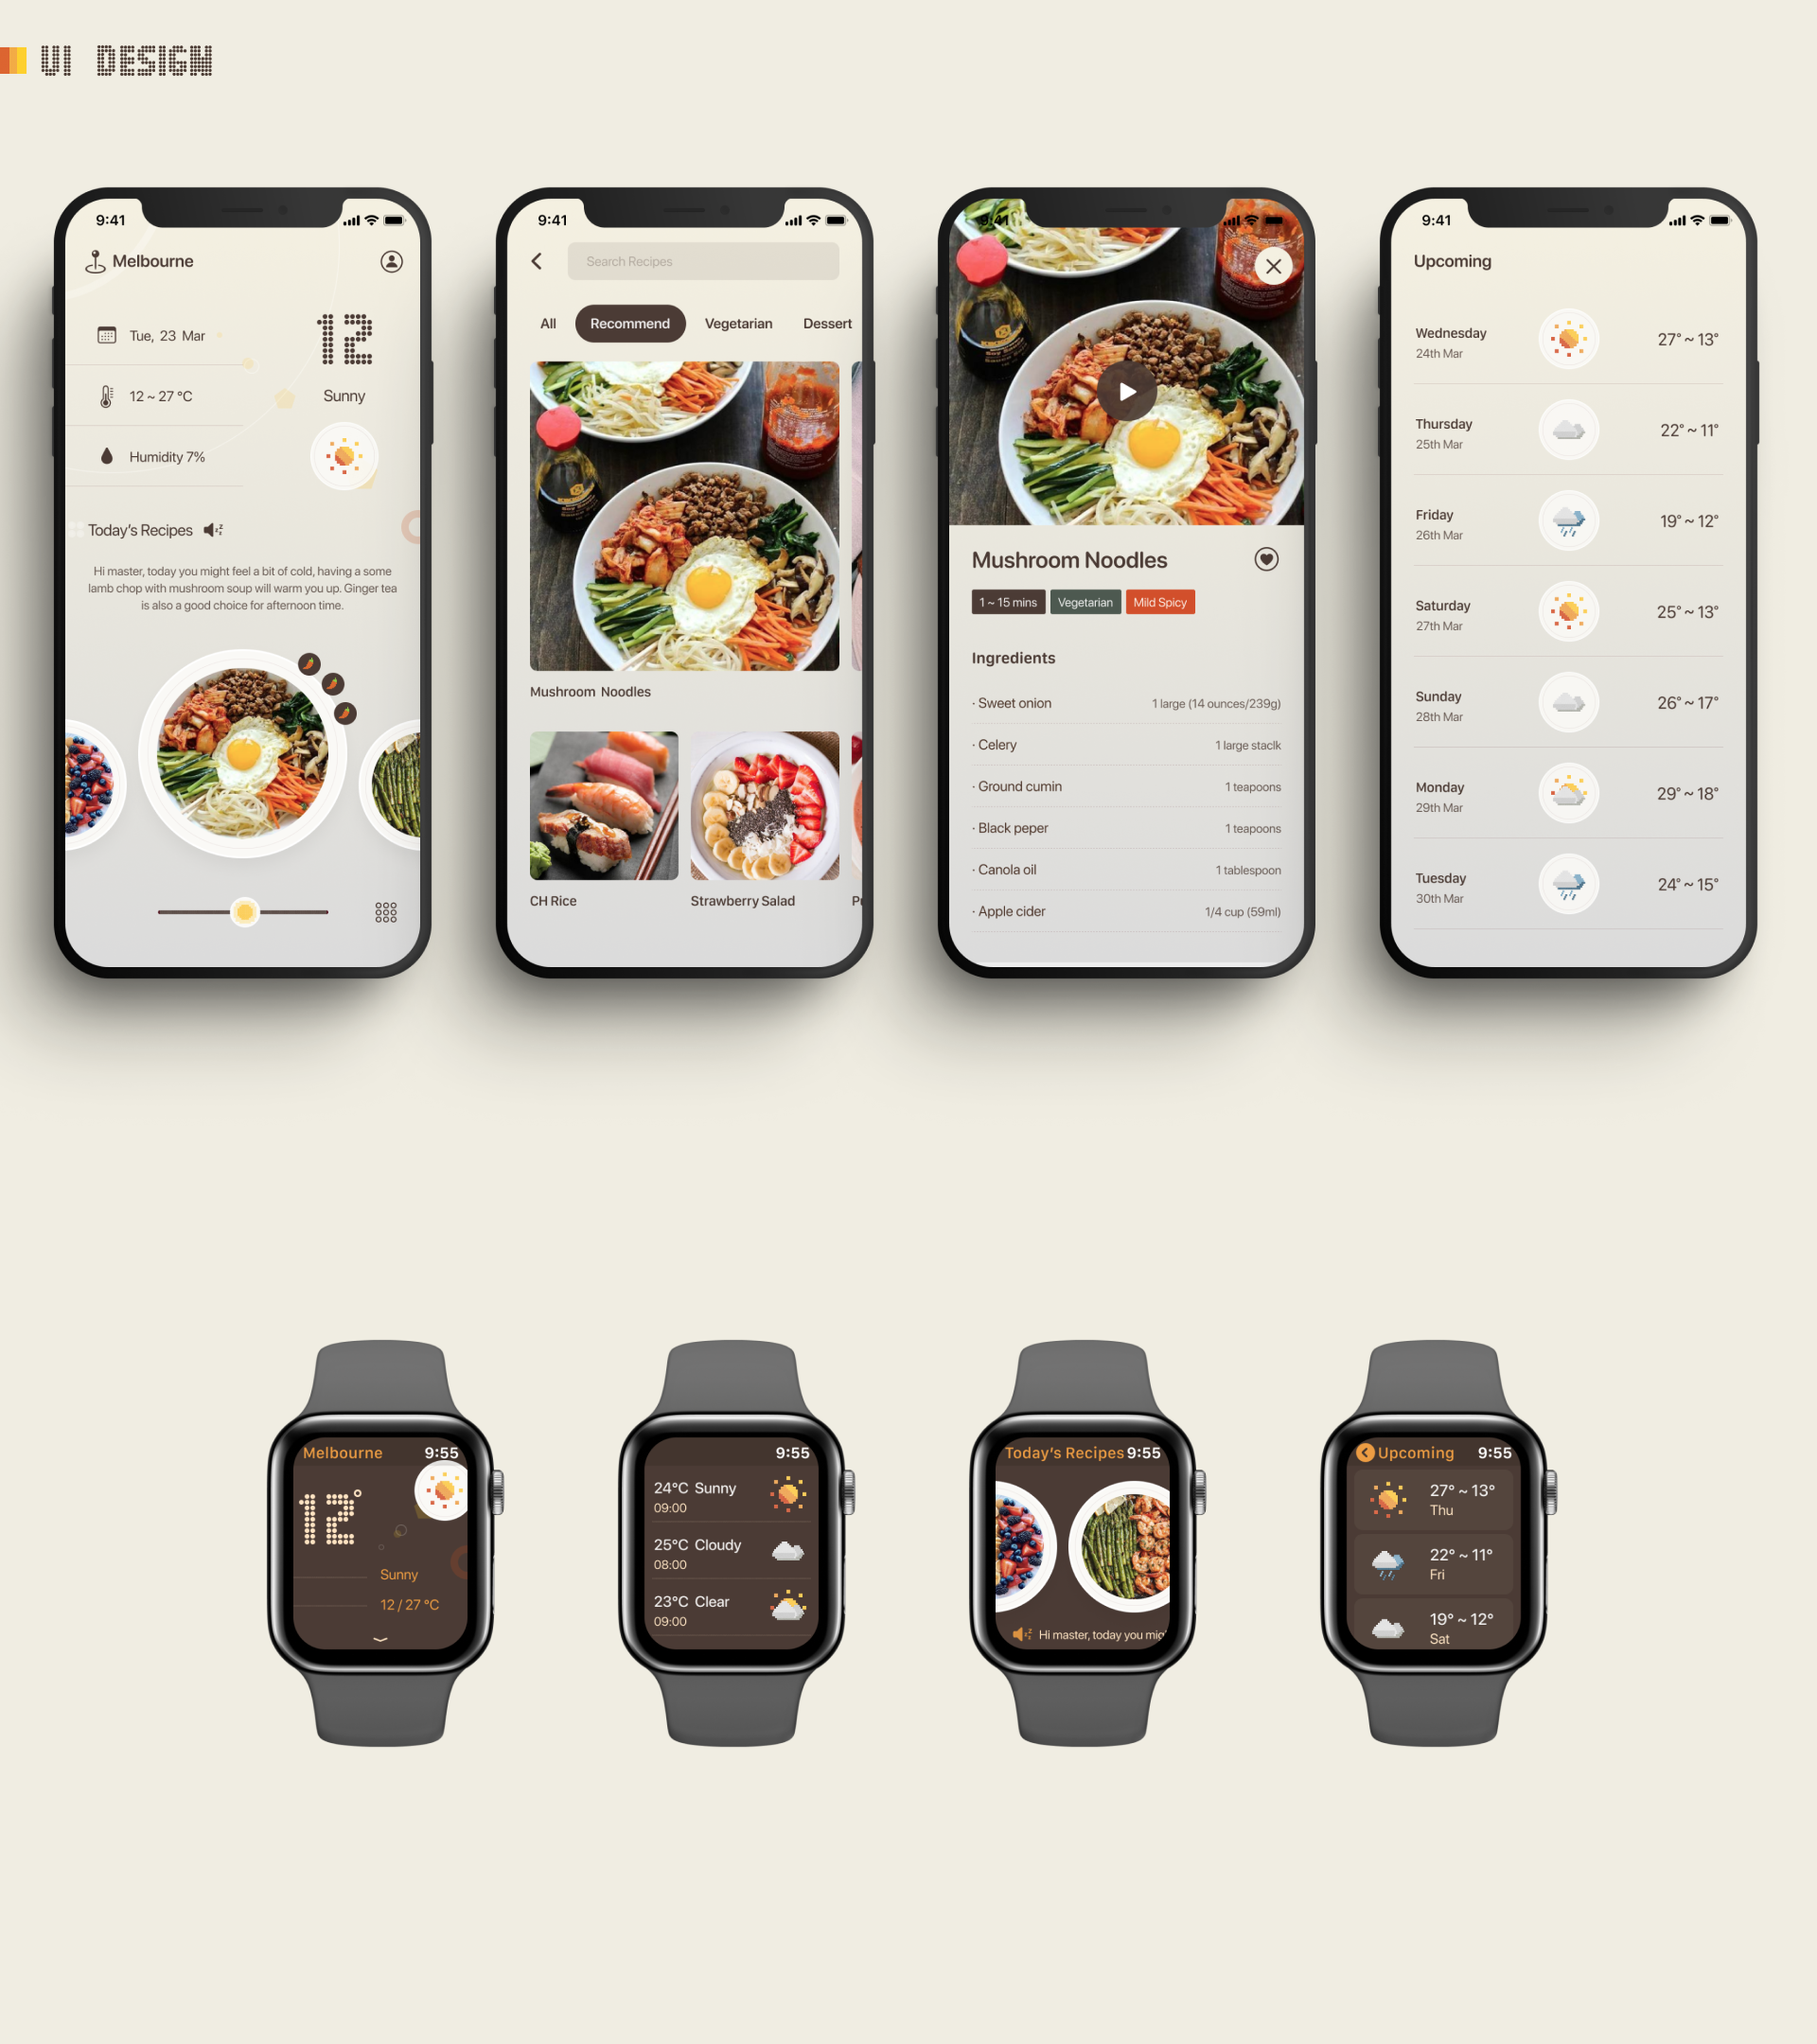 UI DESIGN
9:41
Melbourne
Tue, 23 Mar
12
12 ~ 27 °C
Sunny
Humidity 7%
Today's Recipes
Hi master, today you might feel a bit of cold, having a some
lamb chop with mushroom soup will warm you up. Ginger tea
is also a good choice for afternoon time.
9:41
Search Recipes
All Recommend Vegetarian Dessert
Mushroom Noodles
CH Rice
Strawberry Salad
9:41
Mushroom Noodles
1 ~ 15 mins Vegetarian Mild Spicy
Ingredients
· Sweet onion 1 large (14 ounces/239g)
· Celery 1 large staclk
· Ground cumin 1 teapoons
· Black peper 1 teapoons
· Canola oil 1 tablespoon
· Apple cider 1/4 cup (59ml)
9:41
Upcoming
Wednesday
24th Mar
27° ~ 13°
Thursday
25th Mar
22° ~ 11°
Friday
26th Mar
19° ~ 12°
Saturday
27th Mar
25° ~ 13°
Sunday
28th Mar
26° ~ 17°
Monday
29th Mar
29° ~ 18°
Tuesday
30th Mar
24° ~ 15°
Melbourne 9:55
12°
Sunny
12 / 27 °C
9:55
24°C Sunny
09:00
25°C Cloudy
08:00
23°C Clear
09:00
Today's Recipes 9:55
Hi master, today you mig
Upcoming 9:55
27° ~ 13°
Thu
22° ~ 11°
Fri
19° ~ 12°
Sat